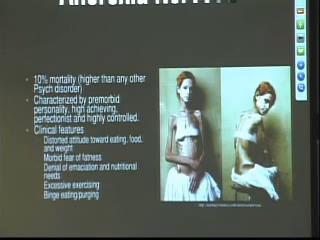 10% mortality (higher than any other
Psych disorder)
Characterized by premorbid
personality, high achieving,
perfectionist and highly controlled.
Clinical features
Distorted attitude toward eating, food,
and weight
Morbid fear of fatness
Denial of emaciation and nutritional
needs
Excessive exercising
Binge eating/purging